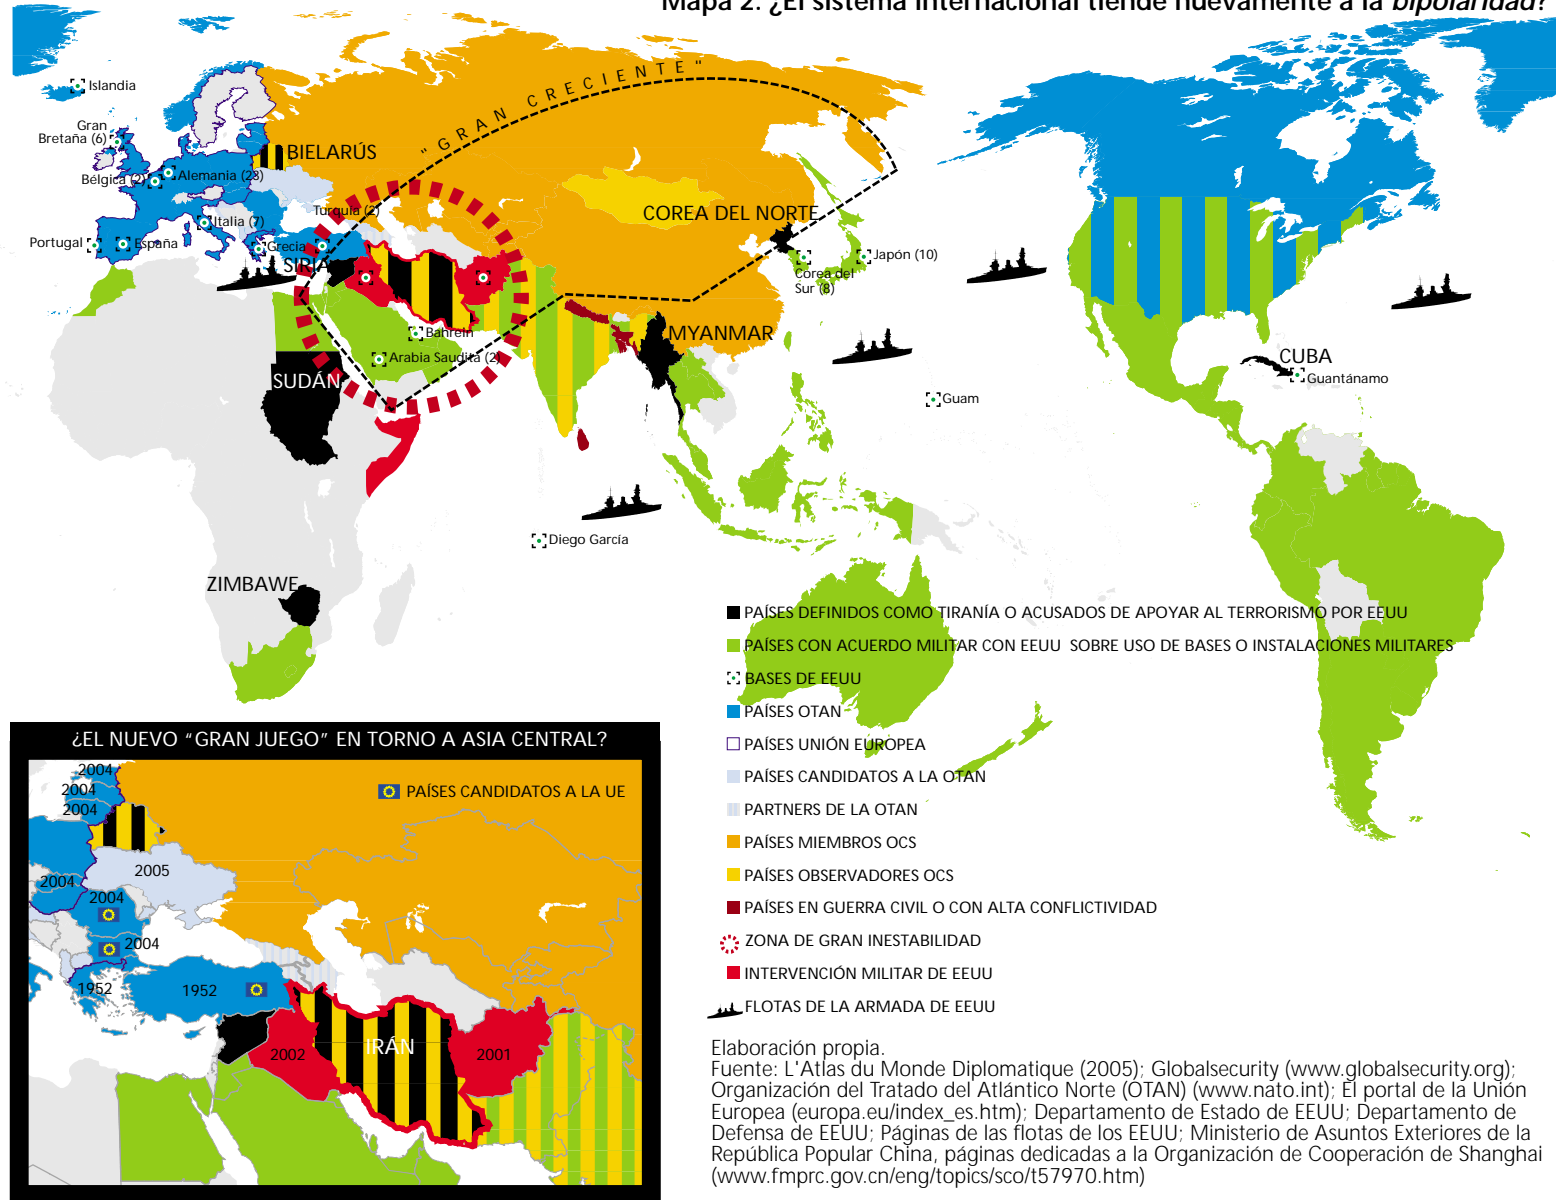 Mapa 2. ¿El sistema internacional tiende nuevamente a la bipolaridad?
"GRAN CRECIENTE"
Islandia
Gran
Bretaña (6)
BIELARÚS
Bélgica (2)
Alemania (23)
Turquía (2)
Italia (7)
Portugal
España
Grecia
SIRIA
COREA DEL NORTE
Japón (10)
Corea del
Sur (8)
Bahrein
Arabia Saudita (2)
MYANMAR
SUDÁN
CUBA
Guantánamo
Guam
Diego García
ZIMBAWE
PAÍSES DEFINIDOS COMO TIRANÍA O ACUSADOS DE APOYAR AL TERRORISMO POR EEUU
PAÍSES CON ACUERDO MILITAR CON EEUU SOBRE USO DE BASES O INSTALACIONES MILITARES
BASES DE EEUU
PAÍSES OTAN
PAÍSES UNIÓN EUROPEA
PAÍSES CANDIDATOS A LA OTAN
PARTNERS DE LA OTAN
PAÍSES MIEMBROS OCS
PAÍSES OBSERVADORES OCS
PAÍSES EN GUERRA CIVIL O CON ALTA CONFLICTIVIDAD
ZONA DE GRAN INESTABILIDAD
INTERVENCIÓN MILITAR DE EEUU
FLOTAS DE LA ARMADA DE EEUU
¿EL NUEVO “GRAN JUEGO” EN TORNO A ASIA CENTRAL?
PAÍSES CANDIDATOS A LA UE
2004
2004
2004
2005
2004
2004
2004
1952
1952
2002
IRÁN
2001
Elaboración propia.
Fuente: L'Atlas du Monde Diplomatique (2005); Globalsecurity (www.globalsecurity.org);
Organización del Tratado del Atlántico Norte (OTAN) (www.nato.int); El portal de la Unión
Europea (europa.eu/index_es.htm); Departamento de Estado de EEUU; Departamento de
Defensa de EEUU; Páginas de las flotas de los EEUU; Ministerio de Asuntos Exteriores de la
República Popular China, páginas dedicadas a la Organización de Cooperación de Shanghai
(www.fmprc.gov.cn/eng/topics/sco/t57970.htm)